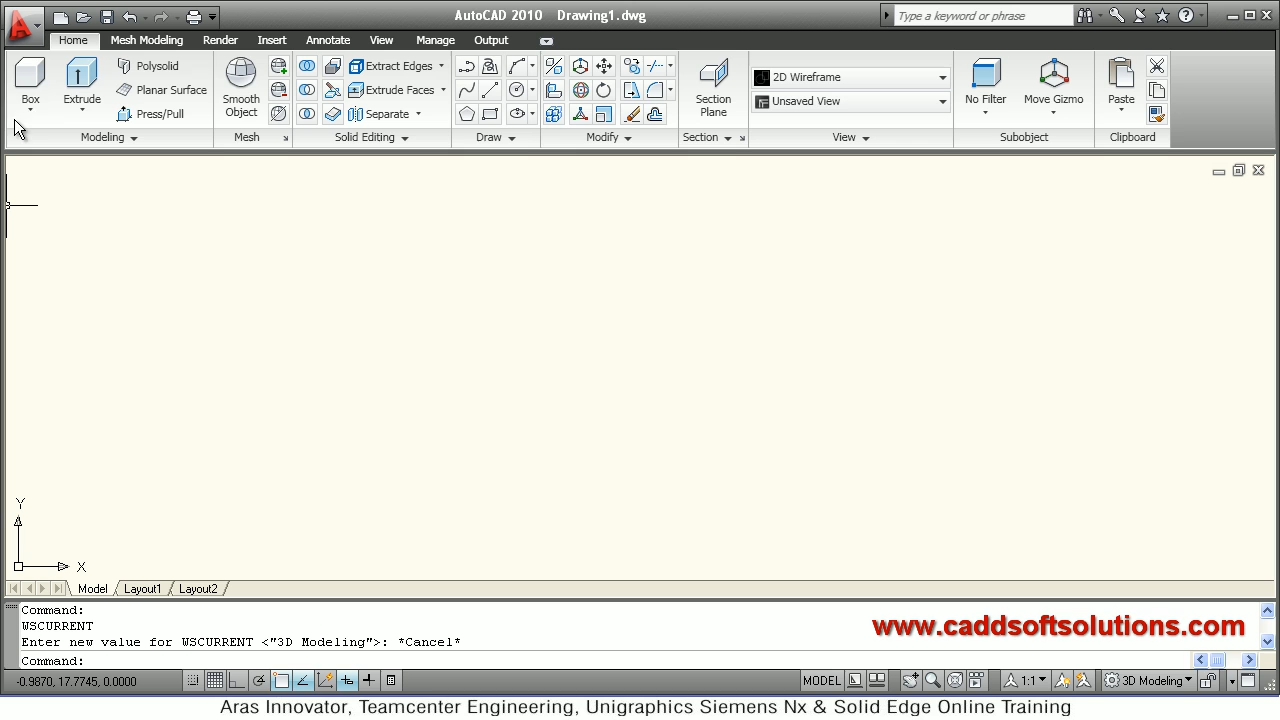 AutoCAD 2010 Drawing1.dwg
Type a keyword or phrase
Home Mesh Modeling Render Insert Annotate View Manage Output
Polysolid
Planar Surface
Press/Pull
Box
Extrude
Modeling
Smooth
Object
Mesh
Extract Edges
Extrude Faces
Separate
Solid Editing
Draw
Modify
Section
Plane
Section
2D Wireframe
Unsaved View
View
No Filter
Move Gizmo
Subobject
Paste
Clipboard
Y
X
Model Layout1 Layout2
Command:
WSCURRENT
Enter new value for WSCURRENT <"3D Modeling">: *Cancel*
Command:
www.caddsoftsolutions.com
-0.9870, 17.7745, 0.0000
MODEL
1:1
3D Modeling
Aras Innovator, Teamcenter Engineering, Unigraphics Siemens Nx & Solid Edge Online Training